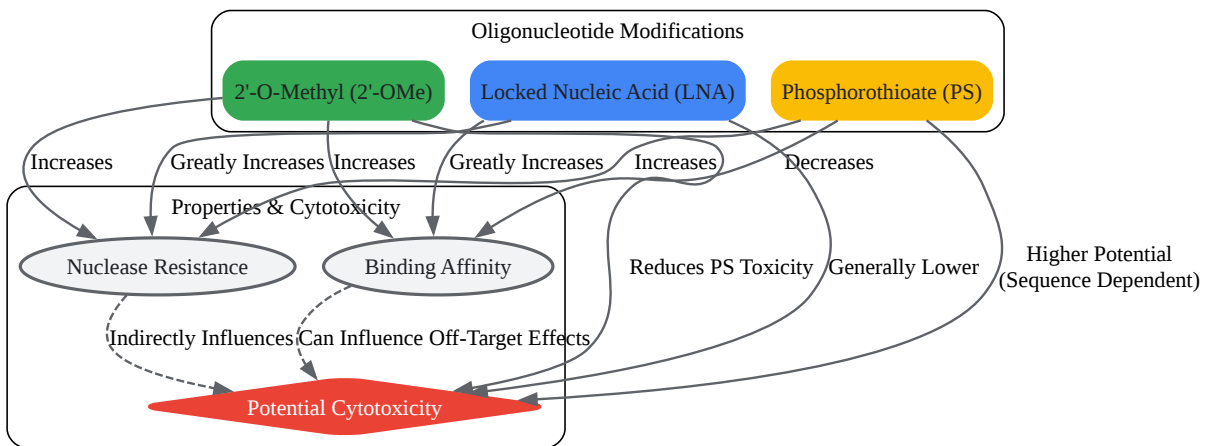 Oligonucleotide Modifications
2'-O-Methyl (2'-OMe)
Locked Nucleic Acid (LNA)
Phosphorothioate (PS)
Increases
Greatly Increases
Increases
Greatly Increases
Increases
Decreases
Properties & Cytotoxicity
Nuclease Resistance
Binding Affinity
Reduces PS Toxicity
Generally Lower
Higher Potential
(Sequence Dependent)
Indirectly Influences
Can Influence Off-Target Effects
Potential Cytotoxicity